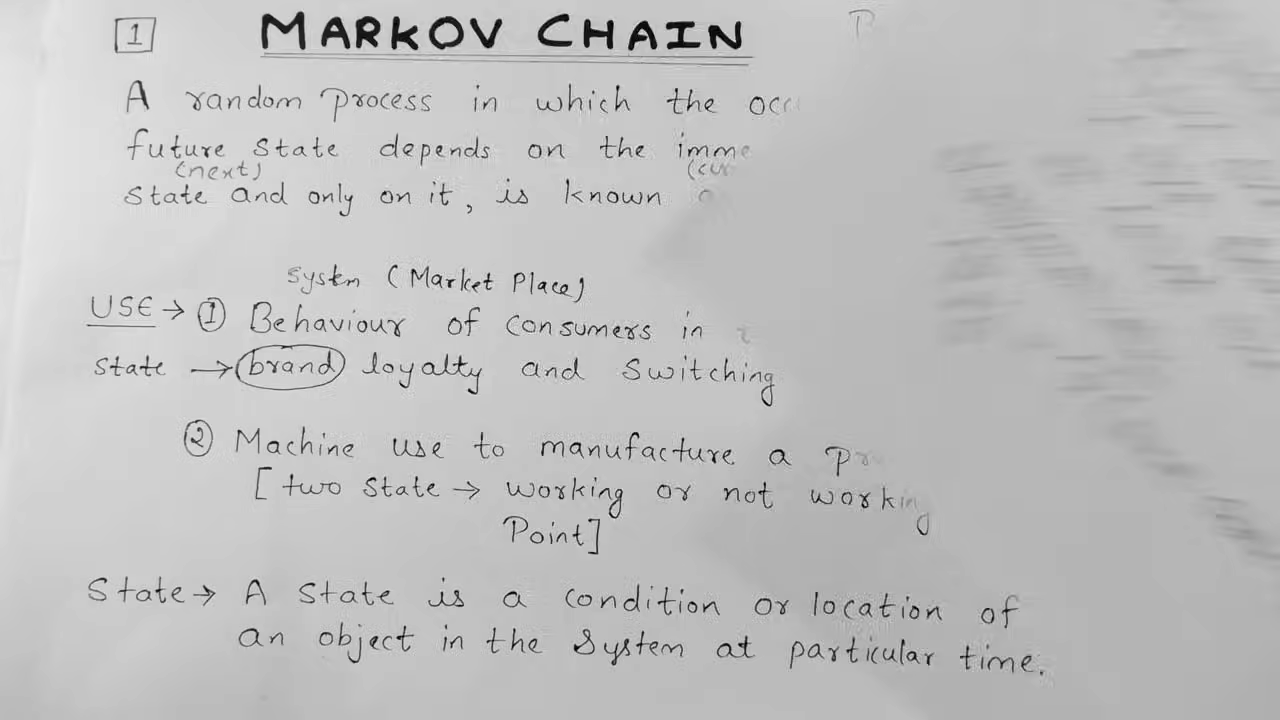 1 MARKOV CHAIN
A random process in which the
future state depends on the
(next)
State and only on it, is known
System (Market Place)
USE → ① Behaviour of consumers in
State → brand loyalty and Switching
② Machine use to manufacture a
[two state → working or not working
Point]
State → A State is a condition or location of
an object in the System at particular time.